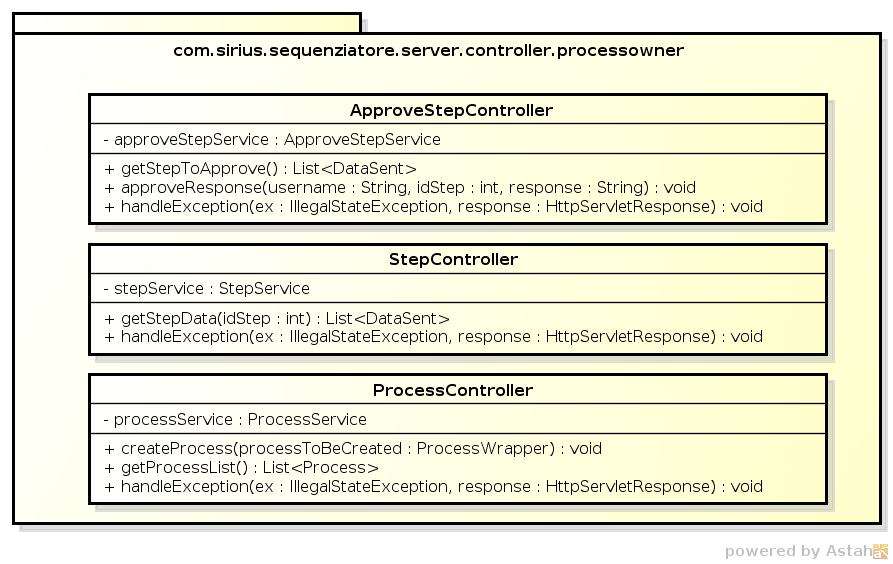 com.sirius.sequenziatore.server.controller.processowner
ApproveStepController
- approveStepService : ApproveStepService
+ getStepToApprove() : List<DataSent>
+ approveResponse(username : String, idStep : int, response : String) : void
+ handleException(ex : IllegalStateException, response : HttpServletResponse) : void
StepController
- stepService : StepService
+ getStepData(idStep : int) : List<DataSent>
+ handleException(ex : IllegalStateException, response : HttpServletResponse) : void
ProcessController
- processService : ProcessService
+ createProcess(processToBeCreated : ProcessWrapper) : void
+ getProcessList() : List<Process>
+ handleException(ex : IllegalStateException, response : HttpServletResponse) : void
powered by Astah